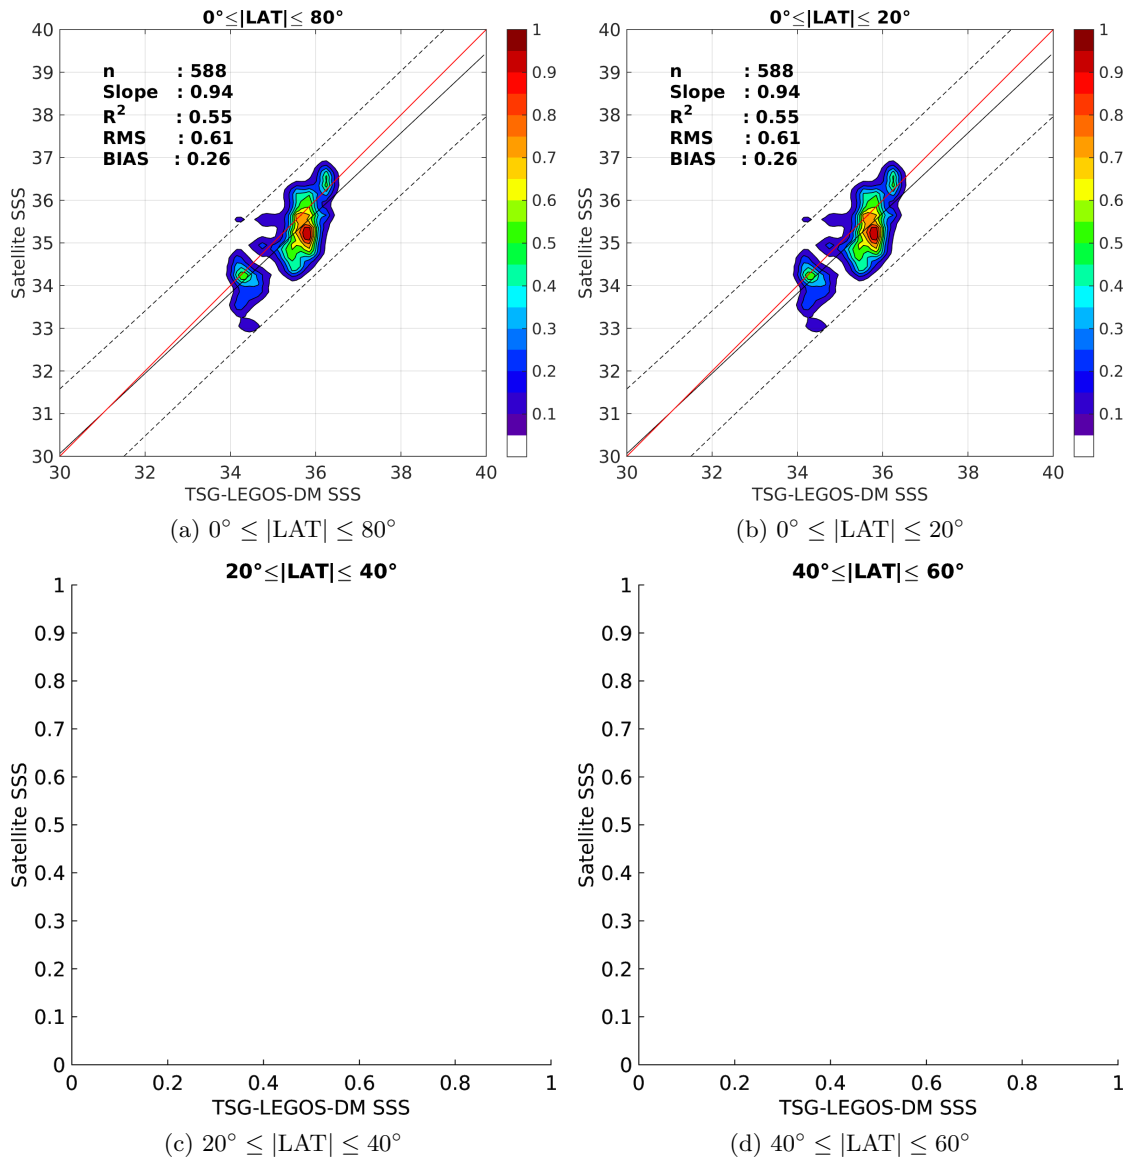 0°≤|LAT|≤ 80°
40
39
38
37
36
35
34
33
32
31
30
Satellite SSS
n : 588
Slope : 0.94
R² : 0.55
RMS : 0.61
BIAS : 0.26
30 32 34 36 38 40
TSG-LEGOS-DM SSS
1
0.9
0.8
0.7
0.6
0.5
0.4
0.3
0.2
0.1
(a) 0° ≤ |LAT| ≤ 80°
0°≤|LAT|≤ 20°
40
39
38
37
36
35
34
33
32
31
30
Satellite SSS
n : 588
Slope : 0.94
R² : 0.55
RMS : 0.61
BIAS : 0.26
30 32 34 36 38 40
TSG-LEGOS-DM SSS
1
0.9
0.8
0.7
0.6
0.5
0.4
0.3
0.2
0.1
(b) 0° ≤ |LAT| ≤ 20°
20°≤|LAT|≤ 40°
1
0.9
0.8
0.7
0.6
0.5
0.4
0.3
0.2
0.1
0
Satellite SSS
0 0.2 0.4 0.6 0.8 1
TSG-LEGOS-DM SSS
(c) 20° ≤ |LAT| ≤ 40°
40°≤|LAT|≤ 60°
1
0.9
0.8
0.7
0.6
0.5
0.4
0.3
0.2
0.1
0
Satellite SSS
0 0.2 0.4 0.6 0.8 1
TSG-LEGOS-DM SSS
(d) 40° ≤ |LAT| ≤ 60°